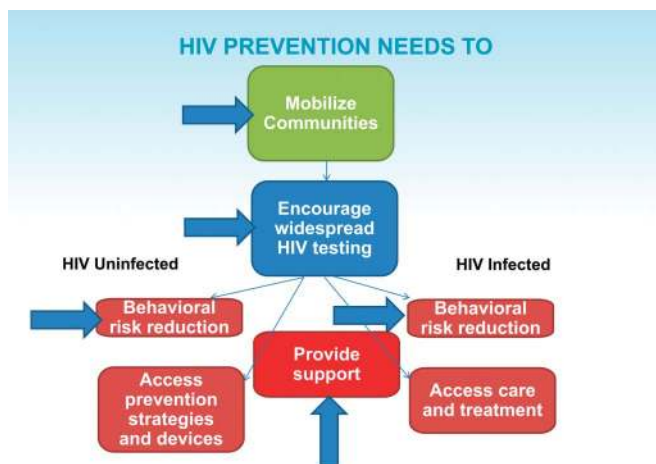 HIV PREVENTION NEEDS TO
Mobilize
Communities
Encourage
widespread
HIV testing
HIV Uninfected
HIV Infected
Behavioral
risk reduction
Behavioral
risk reduction
Provide
support
Access
prevention
strategies
and devices
Access care
and treatment